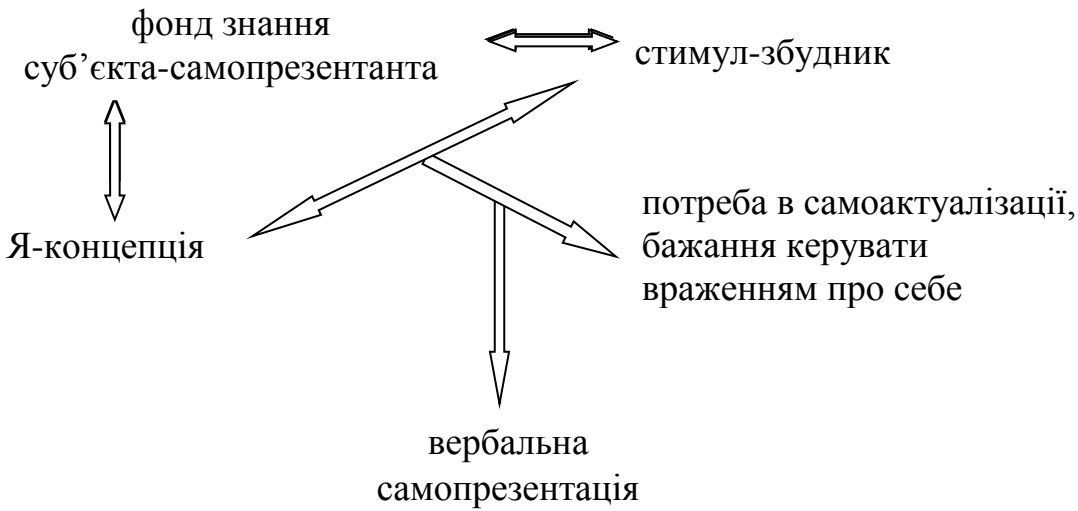 фонд знання
суб’єкта-самопрезентанта
стимул-збудник
Я-концепція
потреба в самоактуалізації,
бажання керувати
враженням про себе
вербальна
самопрезентація